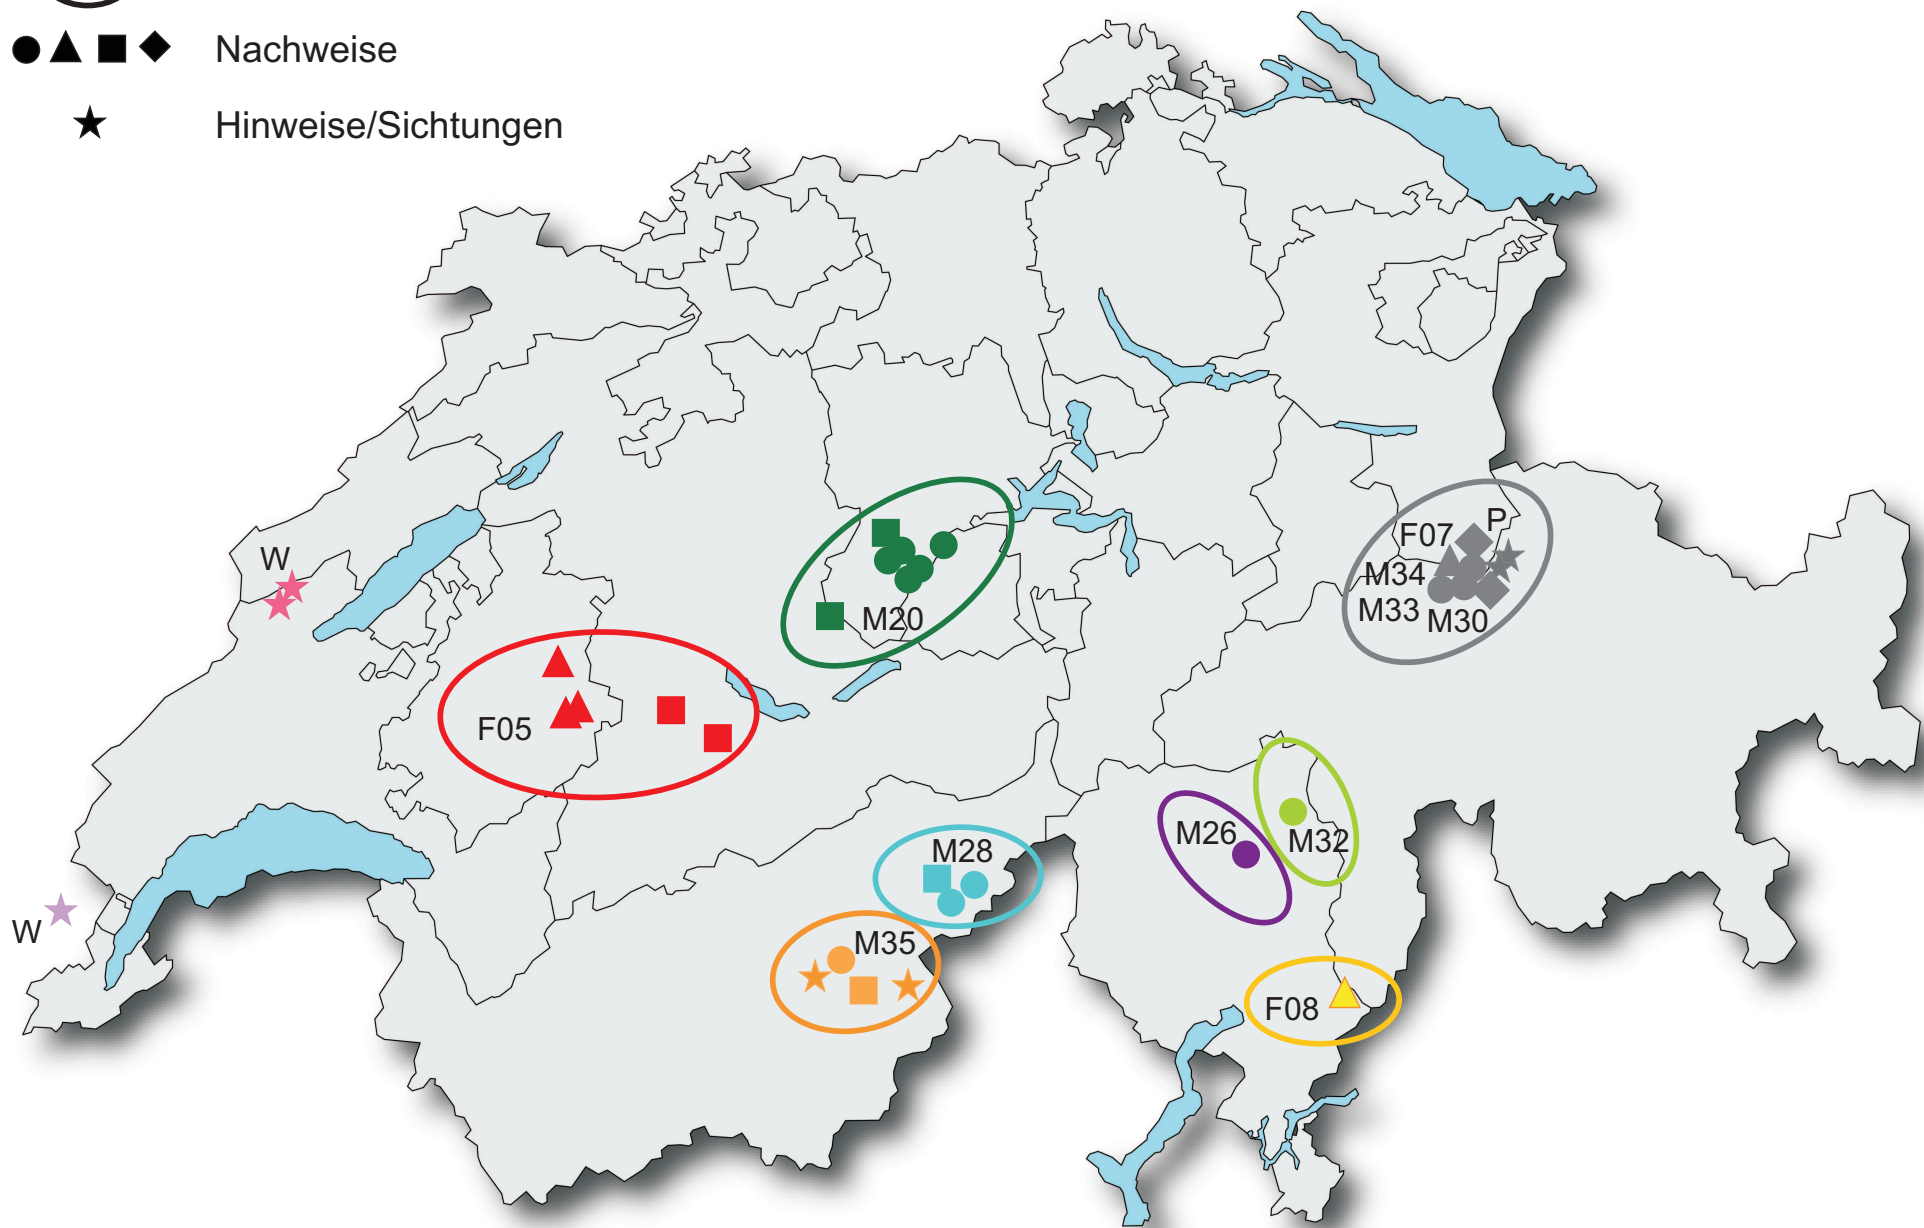 Nachweise
Hinweise/Sichtungen
P
F07
W
M34
M33
M30
M20
F05
M26
M32
M28
W
M35
F08